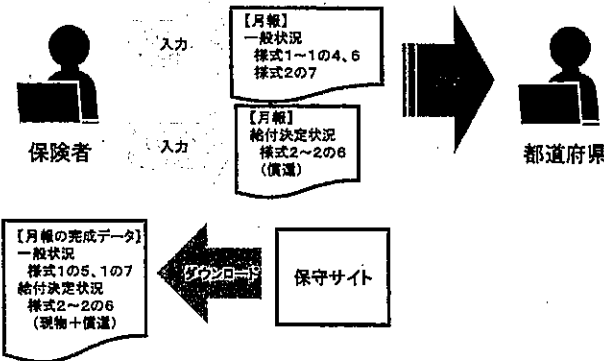 入力
【月報】
一般状況
様式1～1の4、6
様式2の7
保険者
入力
【月報】
給付決定状況
様式2～2の6
(償還)
都道府県
【月報の完成データ】
一般状況
様式1の5、1の7
給付決定状況
様式2～2の6
(現物+償還)
ダウンロード
保守サイト